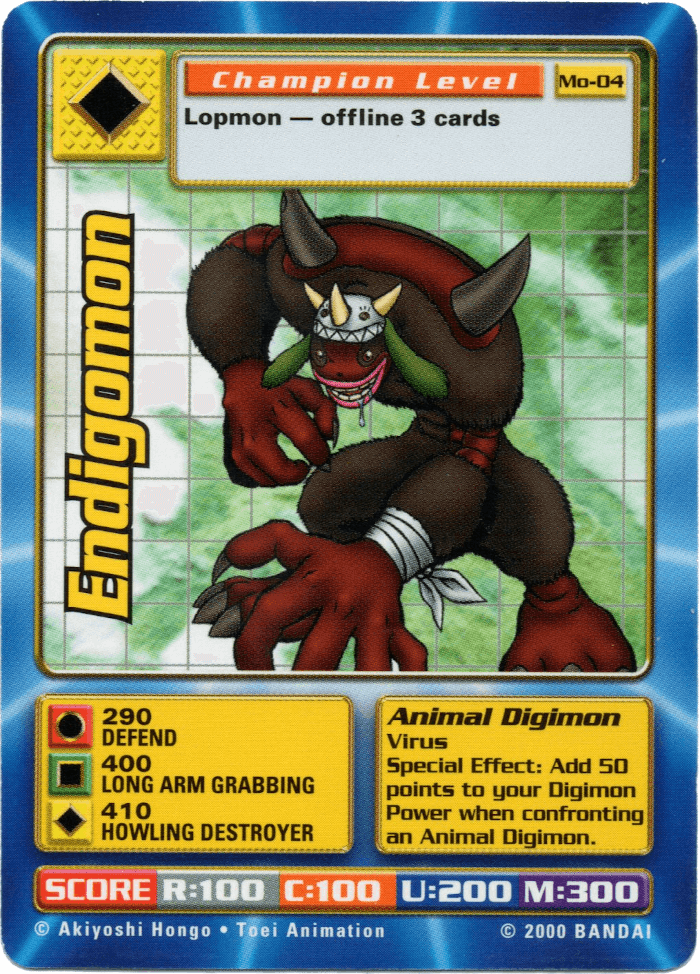 Champion Level
Mo-04
Lopmon — offline 3 cards
Endigomon
290
DEFEND
400
LONG ARM GRABBING
410
HOWLING DESTROYER
Animal Digimon
Virus
Special Effect: Add 50
points to your Digimon
Power when confronting
an Animal Digimon.
SCORE R:100 C:100 U:200 M:300
© Akiyoshi Hongo • Toei Animation © 2000 BANDAI